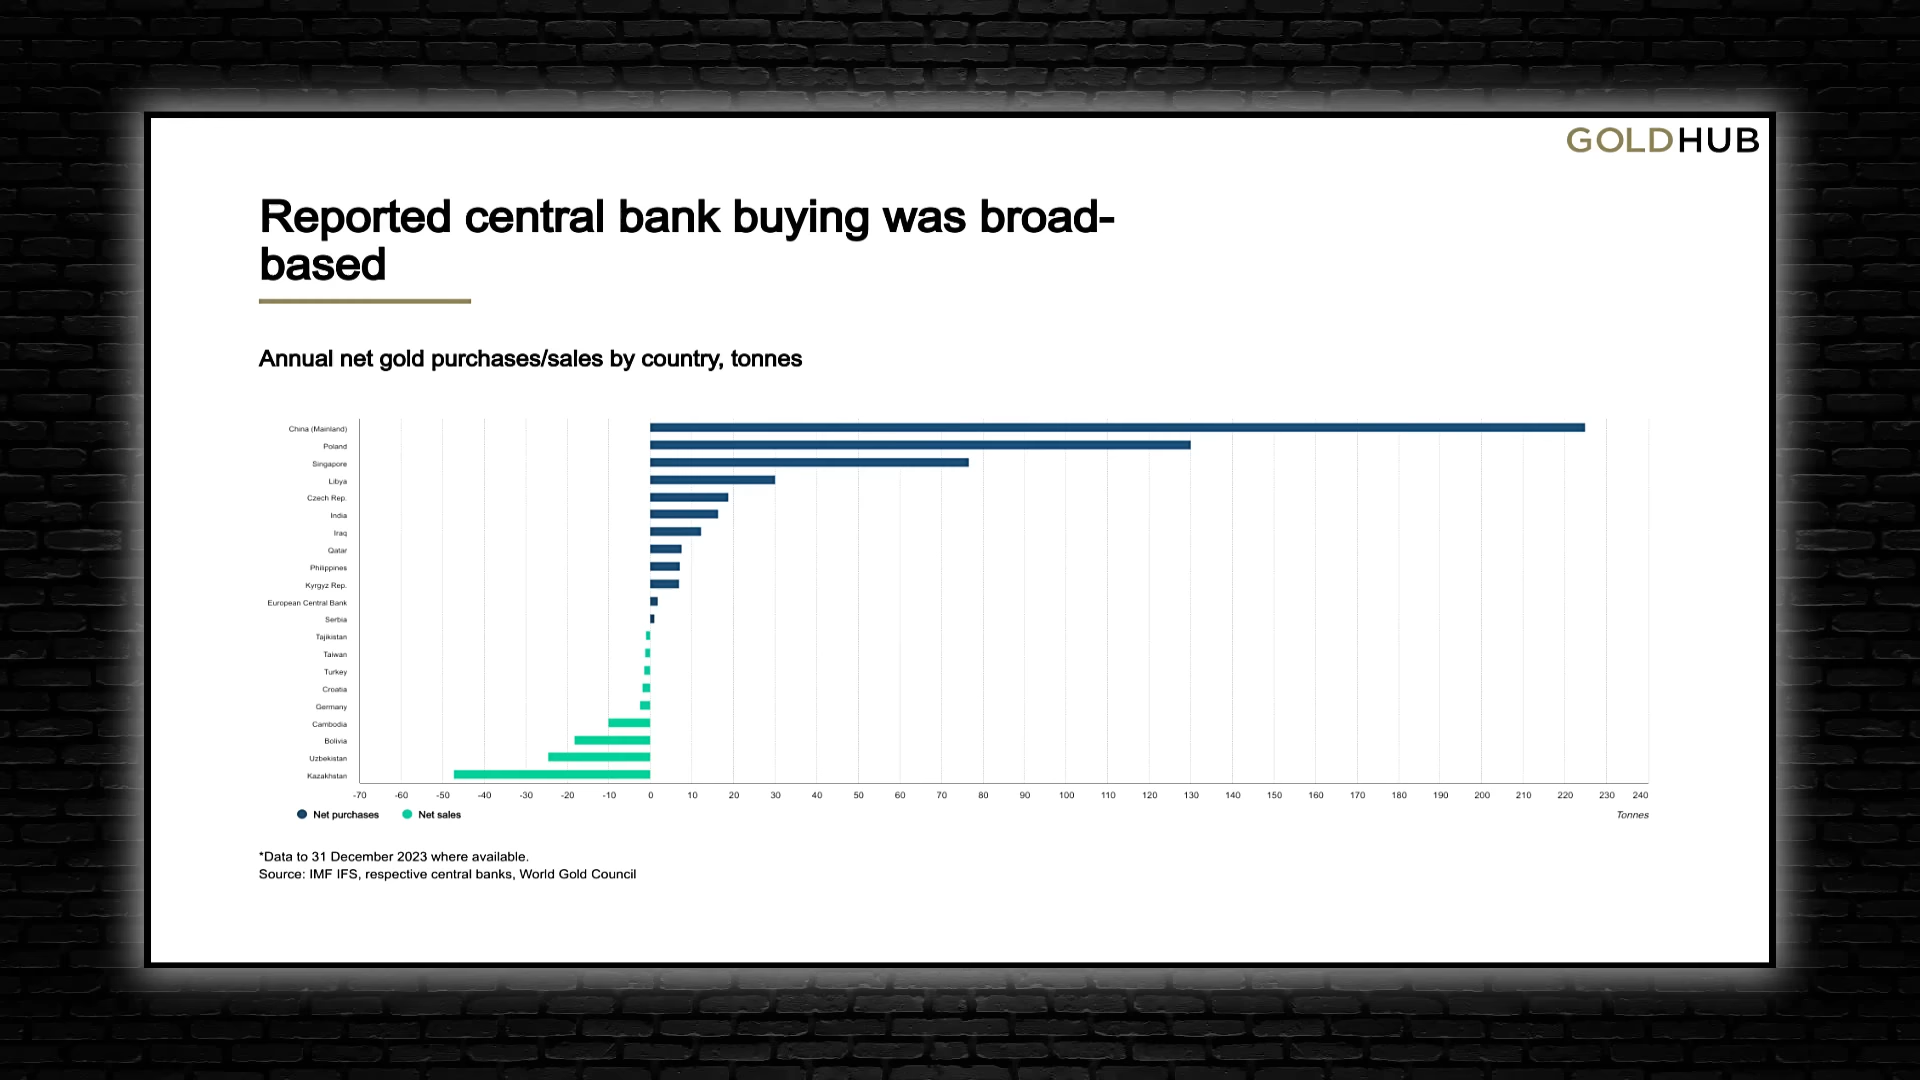 GOLDHUB
Reported central bank buying was broad-
based
Annual net gold purchases/sales by country, tonnes
China (Mainland)
Poland
Singapore
Libya
Czech Rep.
India
Iraq
Qatar
Philippines
Kyrgyz Rep.
European Central Bank
Serbia
Tajikistan
Taiwan
Turkey
Croatia
Germany
Cambodia
Bolivia
Uzbekistan
Kazakhstan
-70 -60 -50 -40 -30 -20 -10 0 10 20 30 40 50 60 70 80 90 100 110 120 130 140 150 160 170 180 190 200 210 220 230 240
Net purchases Net sales Tonnes
*Data to 31 December 2023 where available.
Source: IMF IFS, respective central banks, World Gold Council